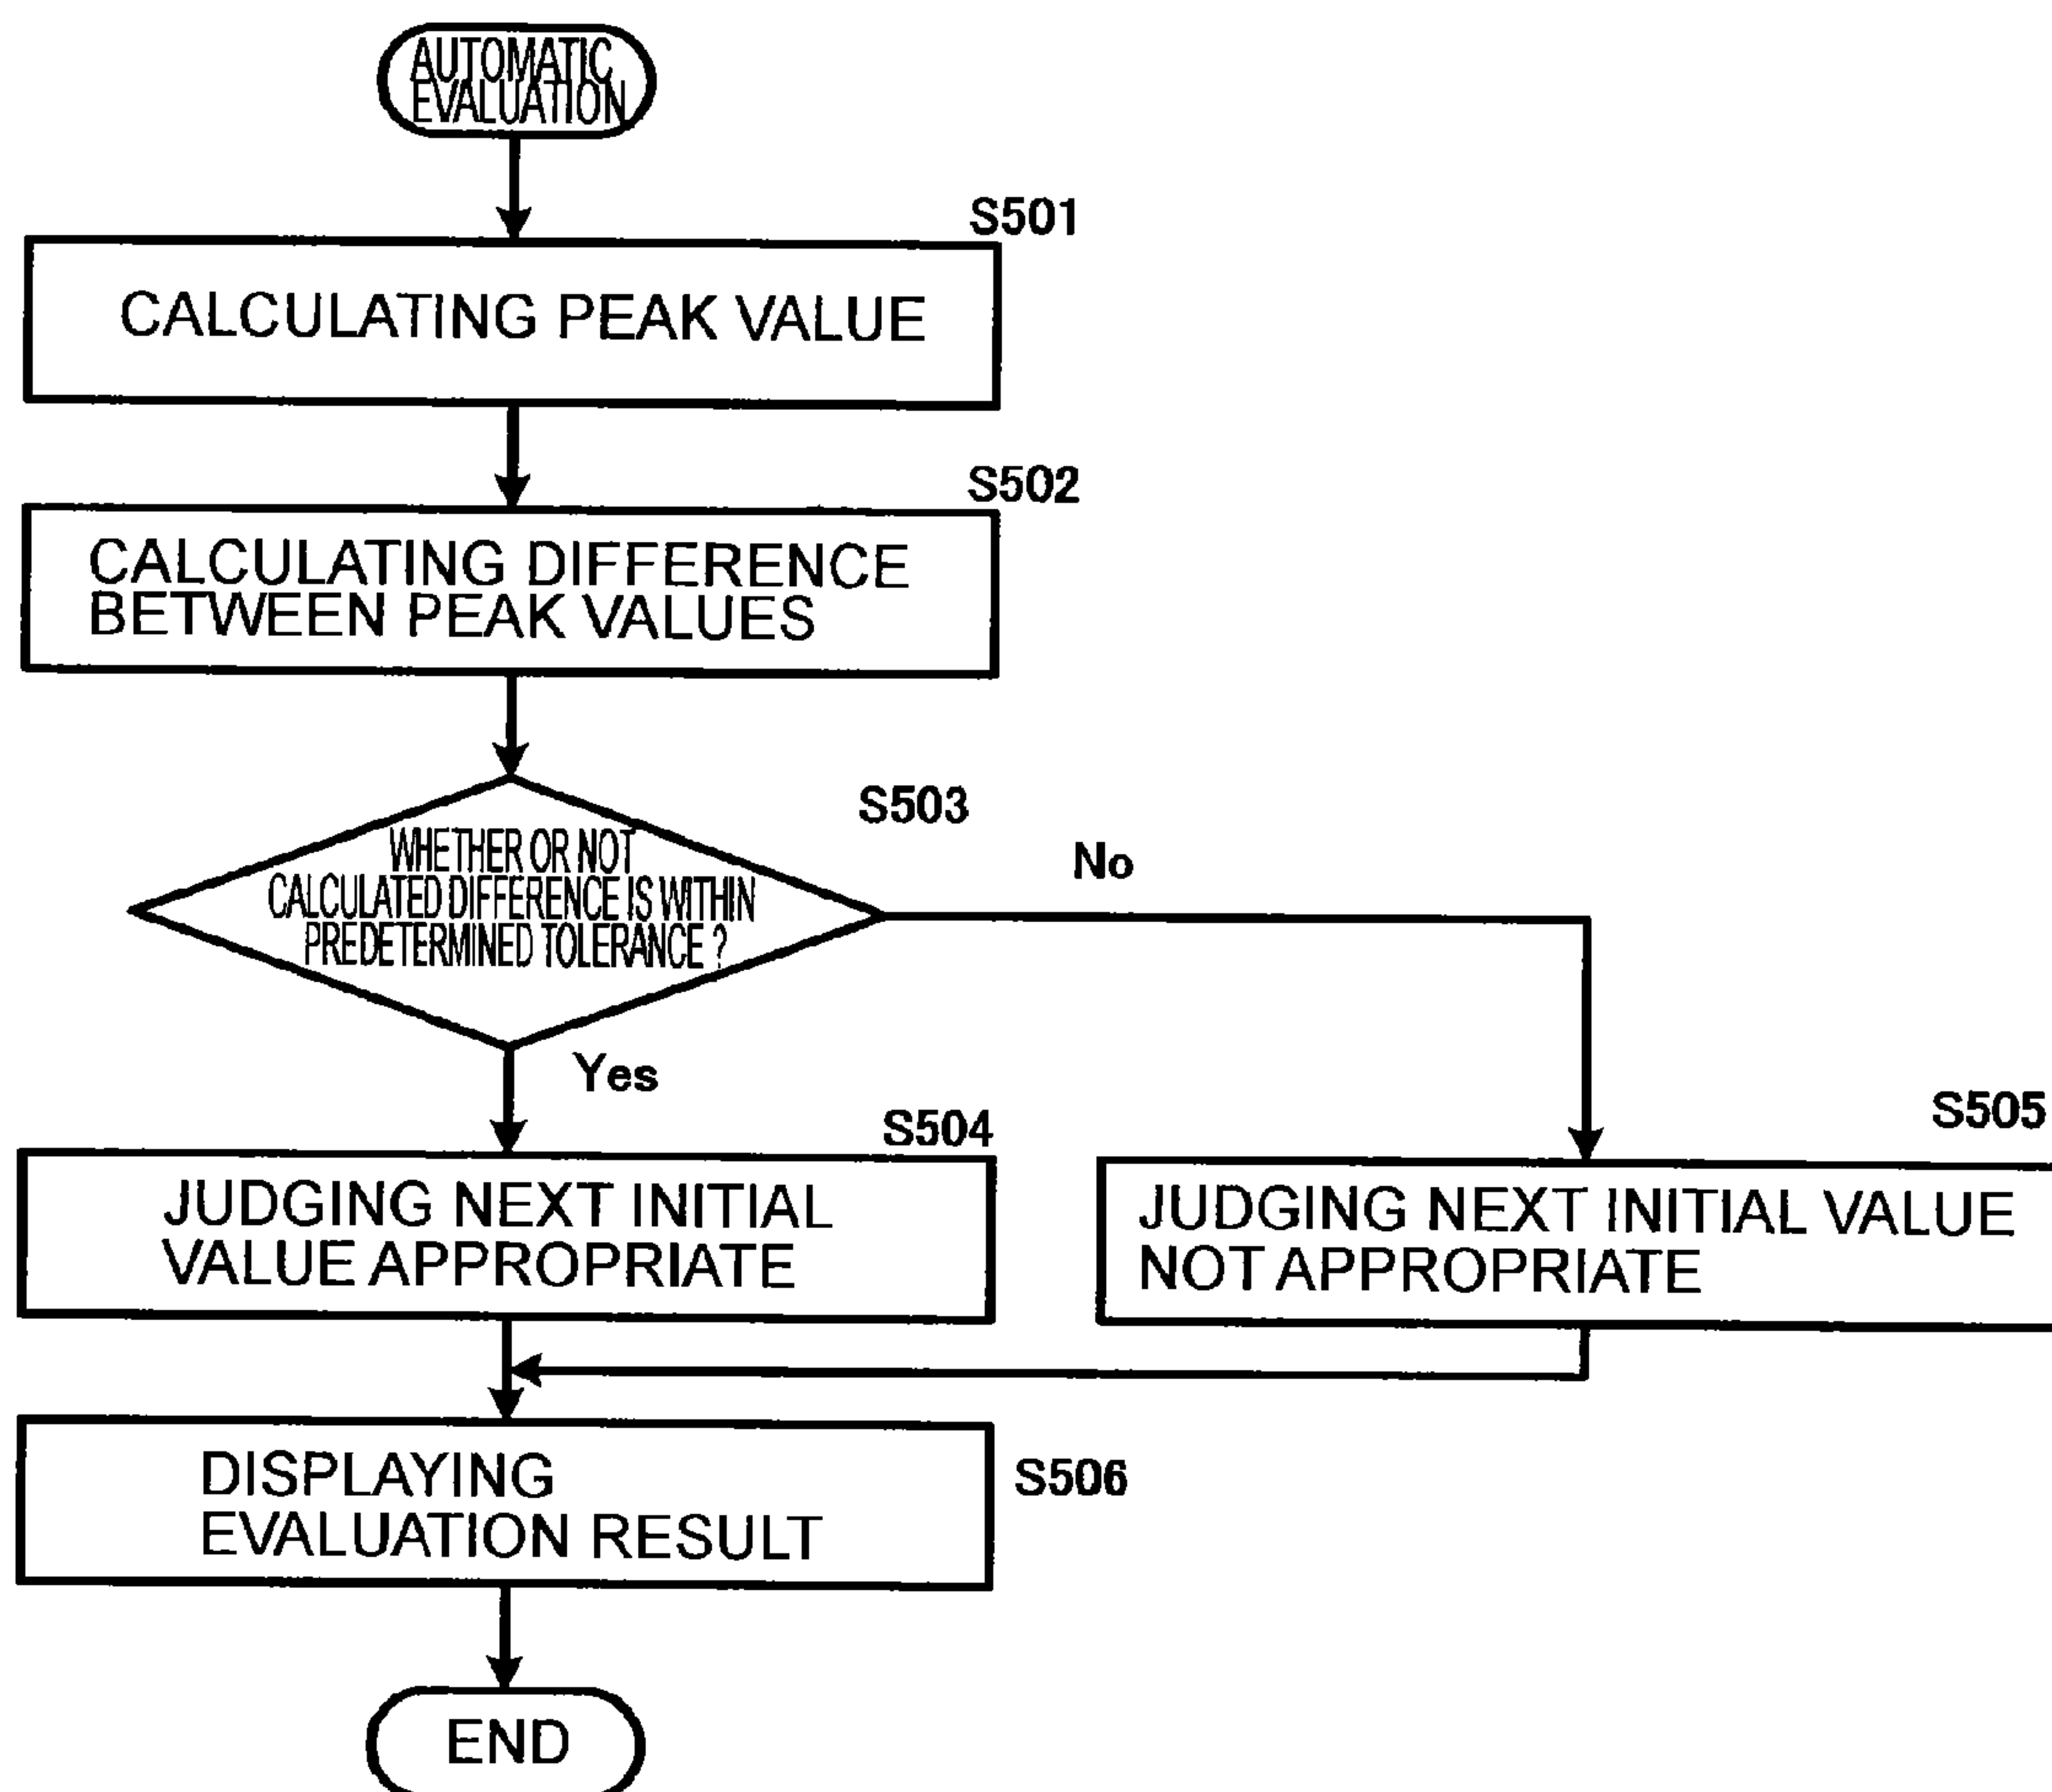 AUTOMATIC
EVALUATION
S501
CALCULATING PEAK VALUE
S502
CALCULATING DIFFERENCE
BETWEEN PEAK VALUES
S503
WHETHER OR NOT
CALCULATED DIFFERENCE IS WITHIN
PREDETERMINED TOLERANCE ?
No
Yes
S504
JUDGING NEXT INITIAL
VALUE APPROPRIATE
S505
JUDGING NEXT INITIAL VALUE
NOT APPROPRIATE
DISPLAYING
EVALUATION RESULT
S506
END